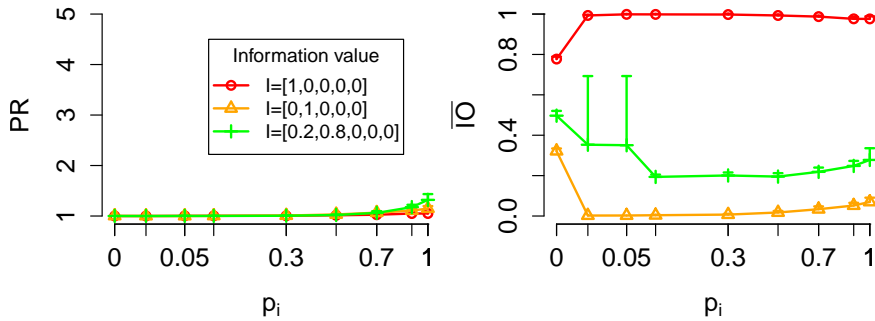 5
4
3
2
1
PR
Information value
I=[1,0,0,0,0]
I=[0,1,0,0,0]
I=[0.2,0.8,0,0,0]
0 0.05 0.3 0.7 1
pi
1
0.8
0.4
0.0
IO
0 0.05 0.3 0.7 1
pi